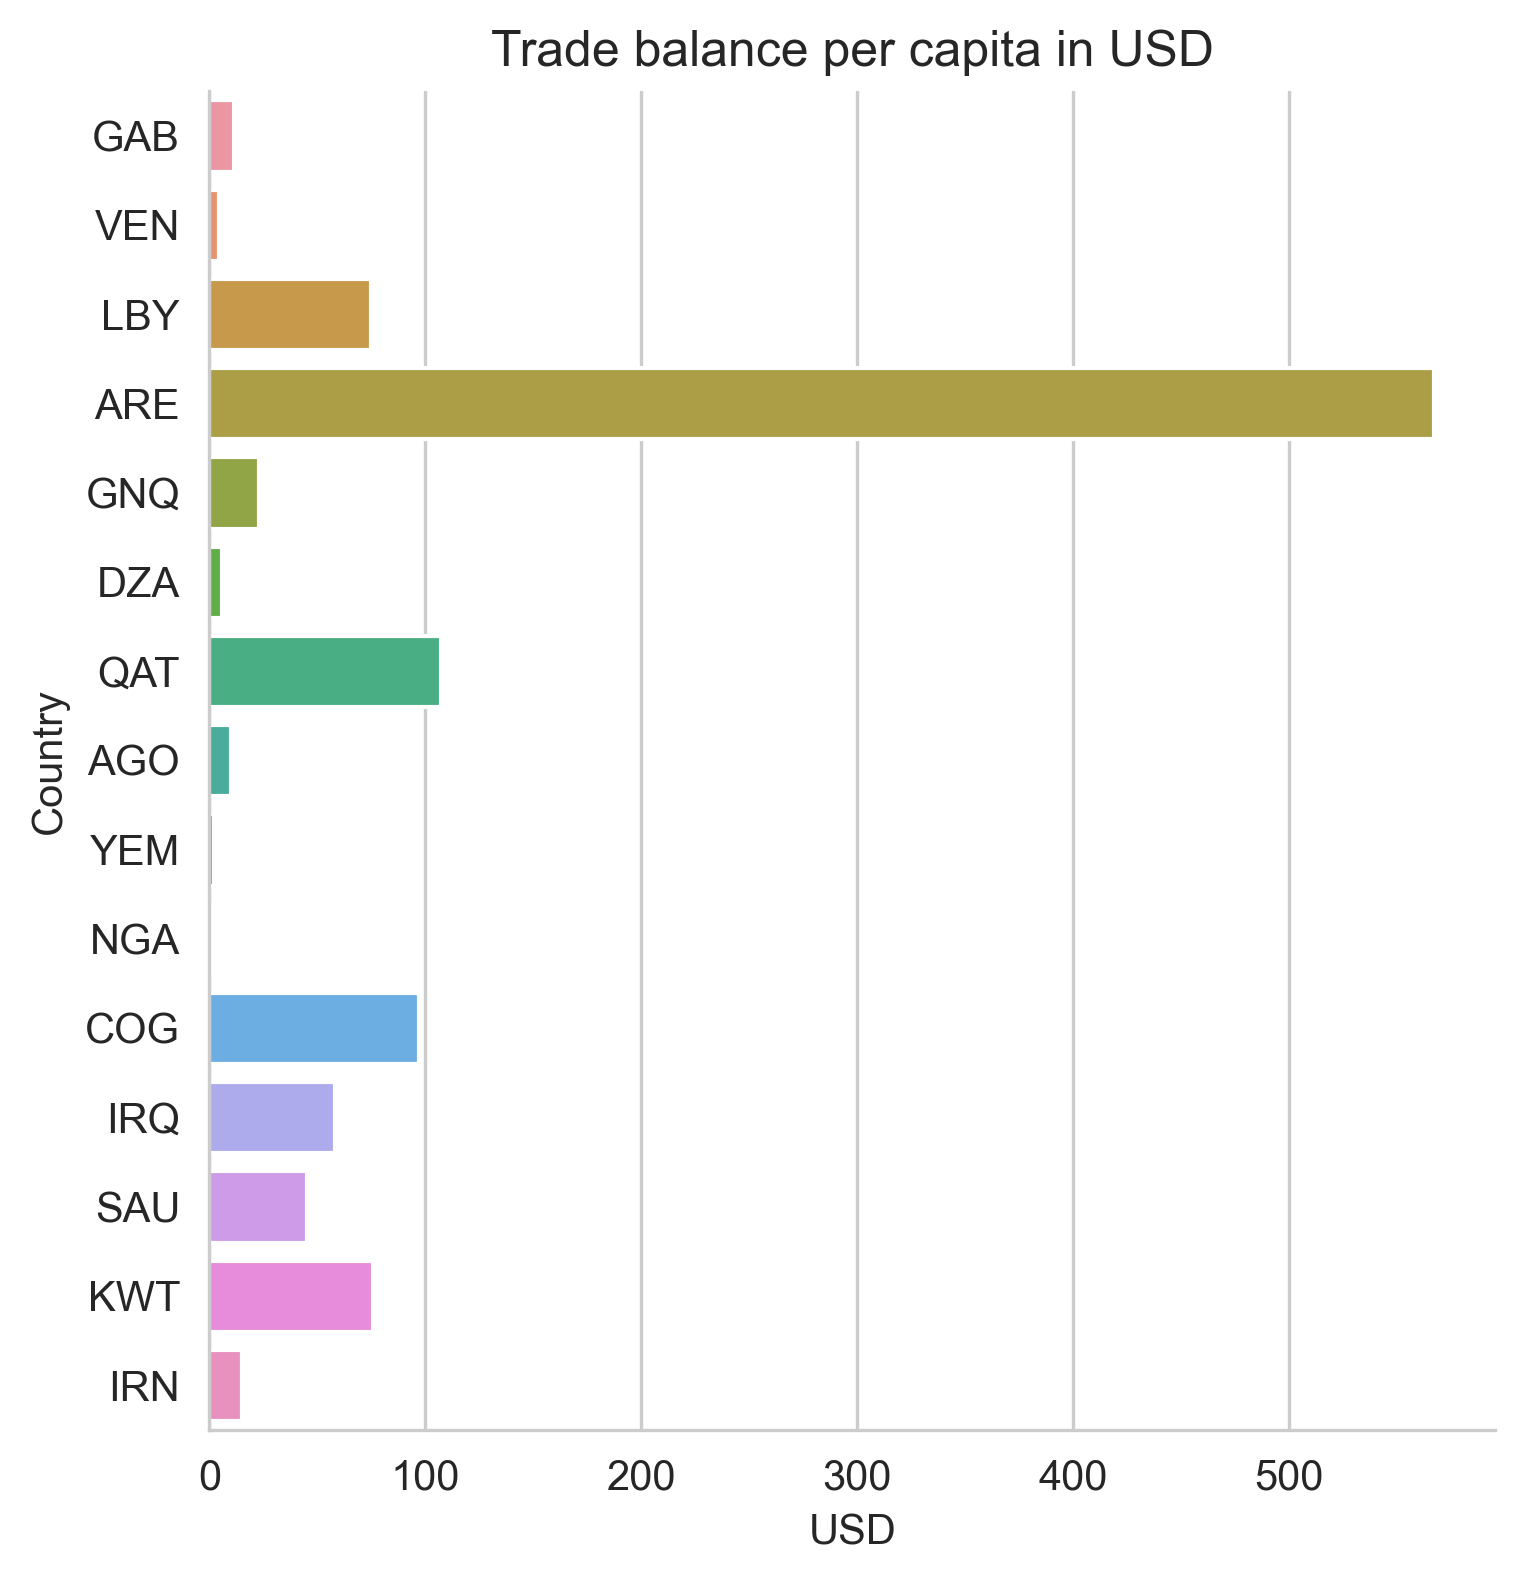 Trade balance per capita in USD
Country
GAB
VEN
LBY
ARE
GNQ
DZA
QAT
AGO
YEM
NGA
COG
IRQ
SAU
KWT
IRN
0 100 200 300 400 500
USD